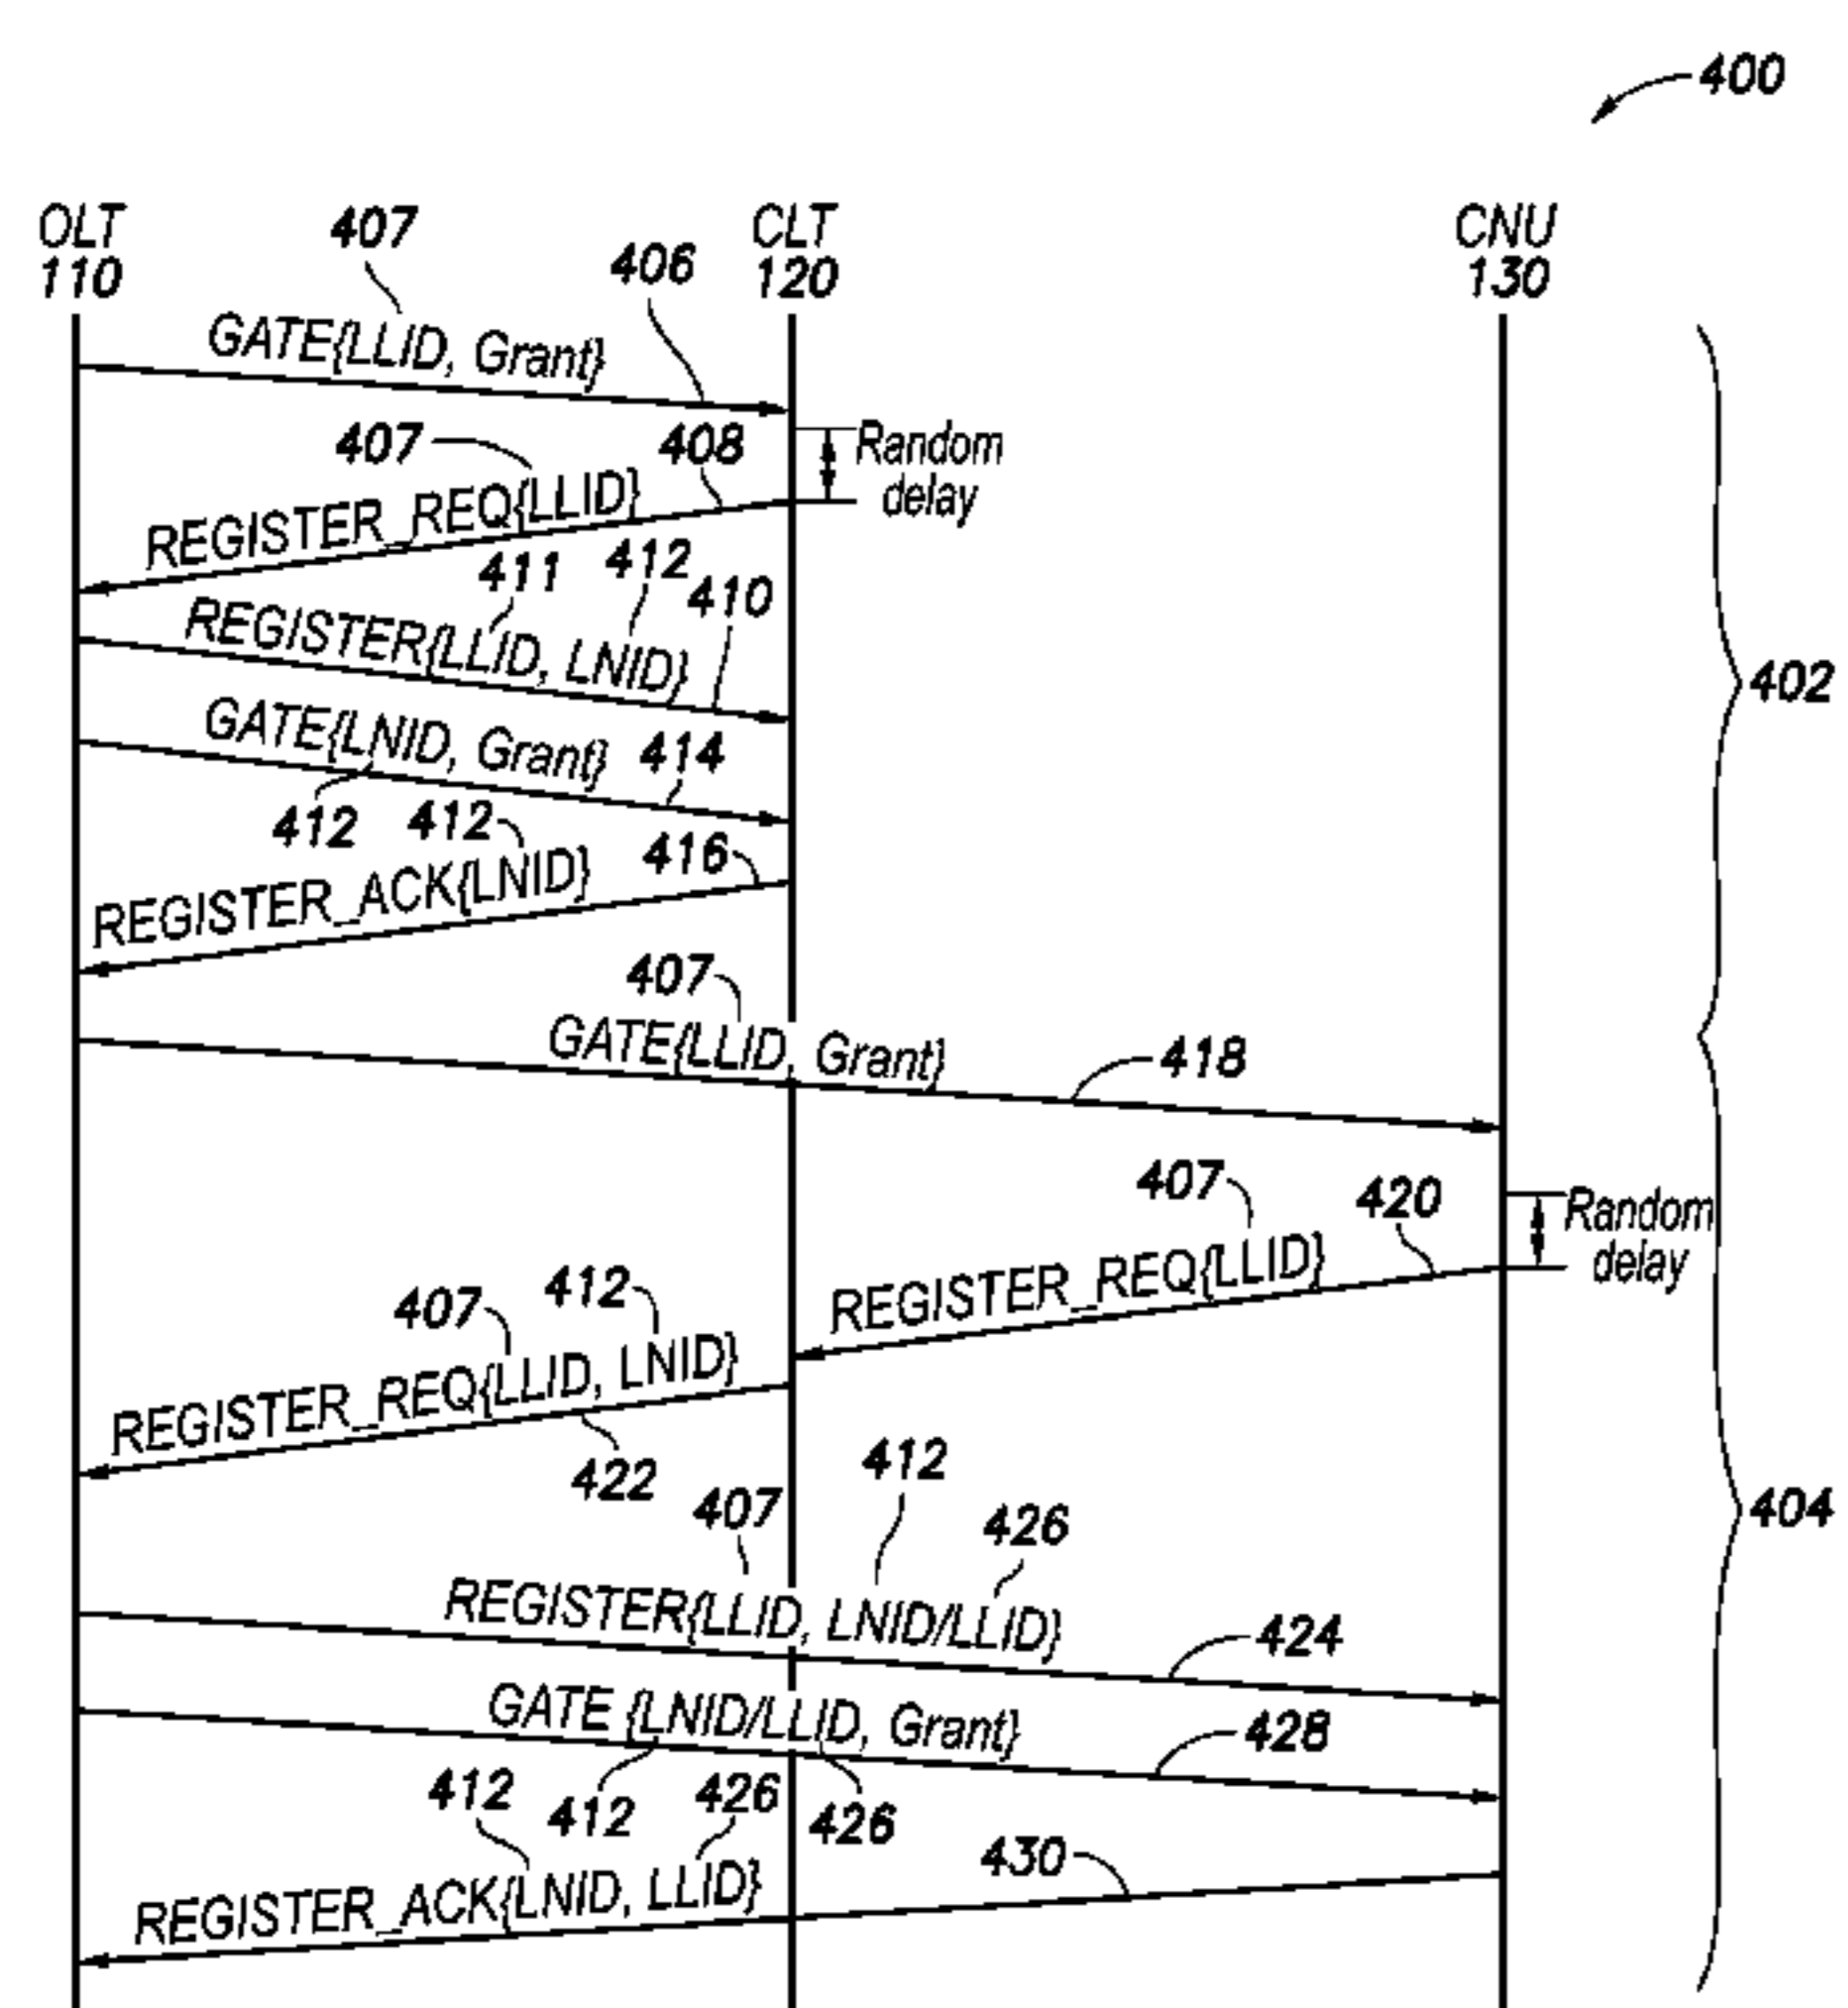 400
OLT
110
407
406
CLT
120
CNU
130
GATE{LLID, Grant}
407
408
Random
delay
REGISTER_REQ{LLID}
411
412
410
REGISTER{LLID, LNID}
402
GATE{LNID, Grant}
414
412
412
416
REGISTER_ACK{LNID}
407
GATE{LLID, Grant}
418
407
420
Random
delay
REGISTER_REQ{LLID}
407
412
REGISTER_REQ{LLID, LNID}
422
412
407
426
404
REGISTER{LLID, LNID/LLID}
424
GATE {LNID/LLID, Grant}
428
412
412
426
426
430
REGISTER_ACK{LNID, LLID}